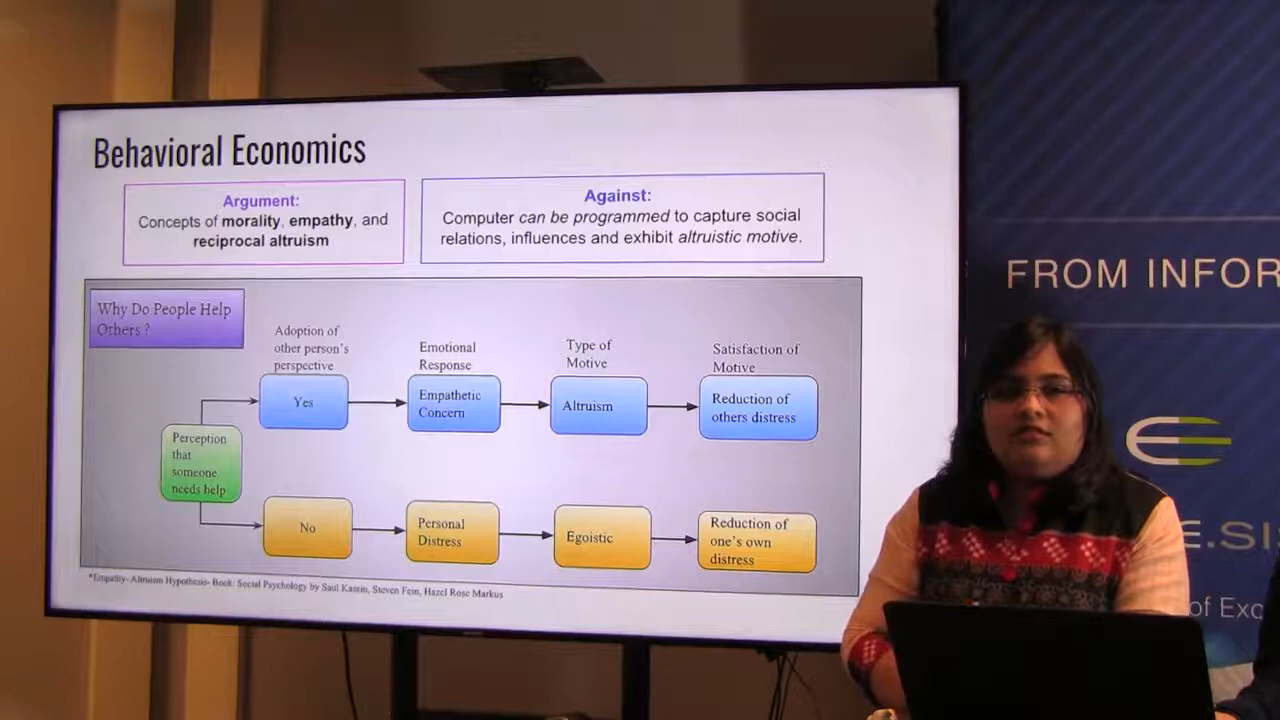 Behavioral Economics
Argument:
Concepts of morality, empathy, and
reciprocal altruism
Against:
Computer can be programmed to capture social
relations, influences and exhibit altruistic motive.
Why Do People Help
Others ?
Adoption of
other person's
perspective
Emotional
Response
Type of
Motive
Satisfaction of
Motive
Yes
Empathetic
Concern
Altruism
Reduction of
others distress
Perception
that
someone
needs help
No
Personal
Distress
Egoistic
Reduction of
one's own
distress
*Empathy- Altruism Hypothesis- Book: Social Psychology by Saul Kassin, Steven Fein, Hazel Rose Markus
FROM INFOR
E.SI
of Exc